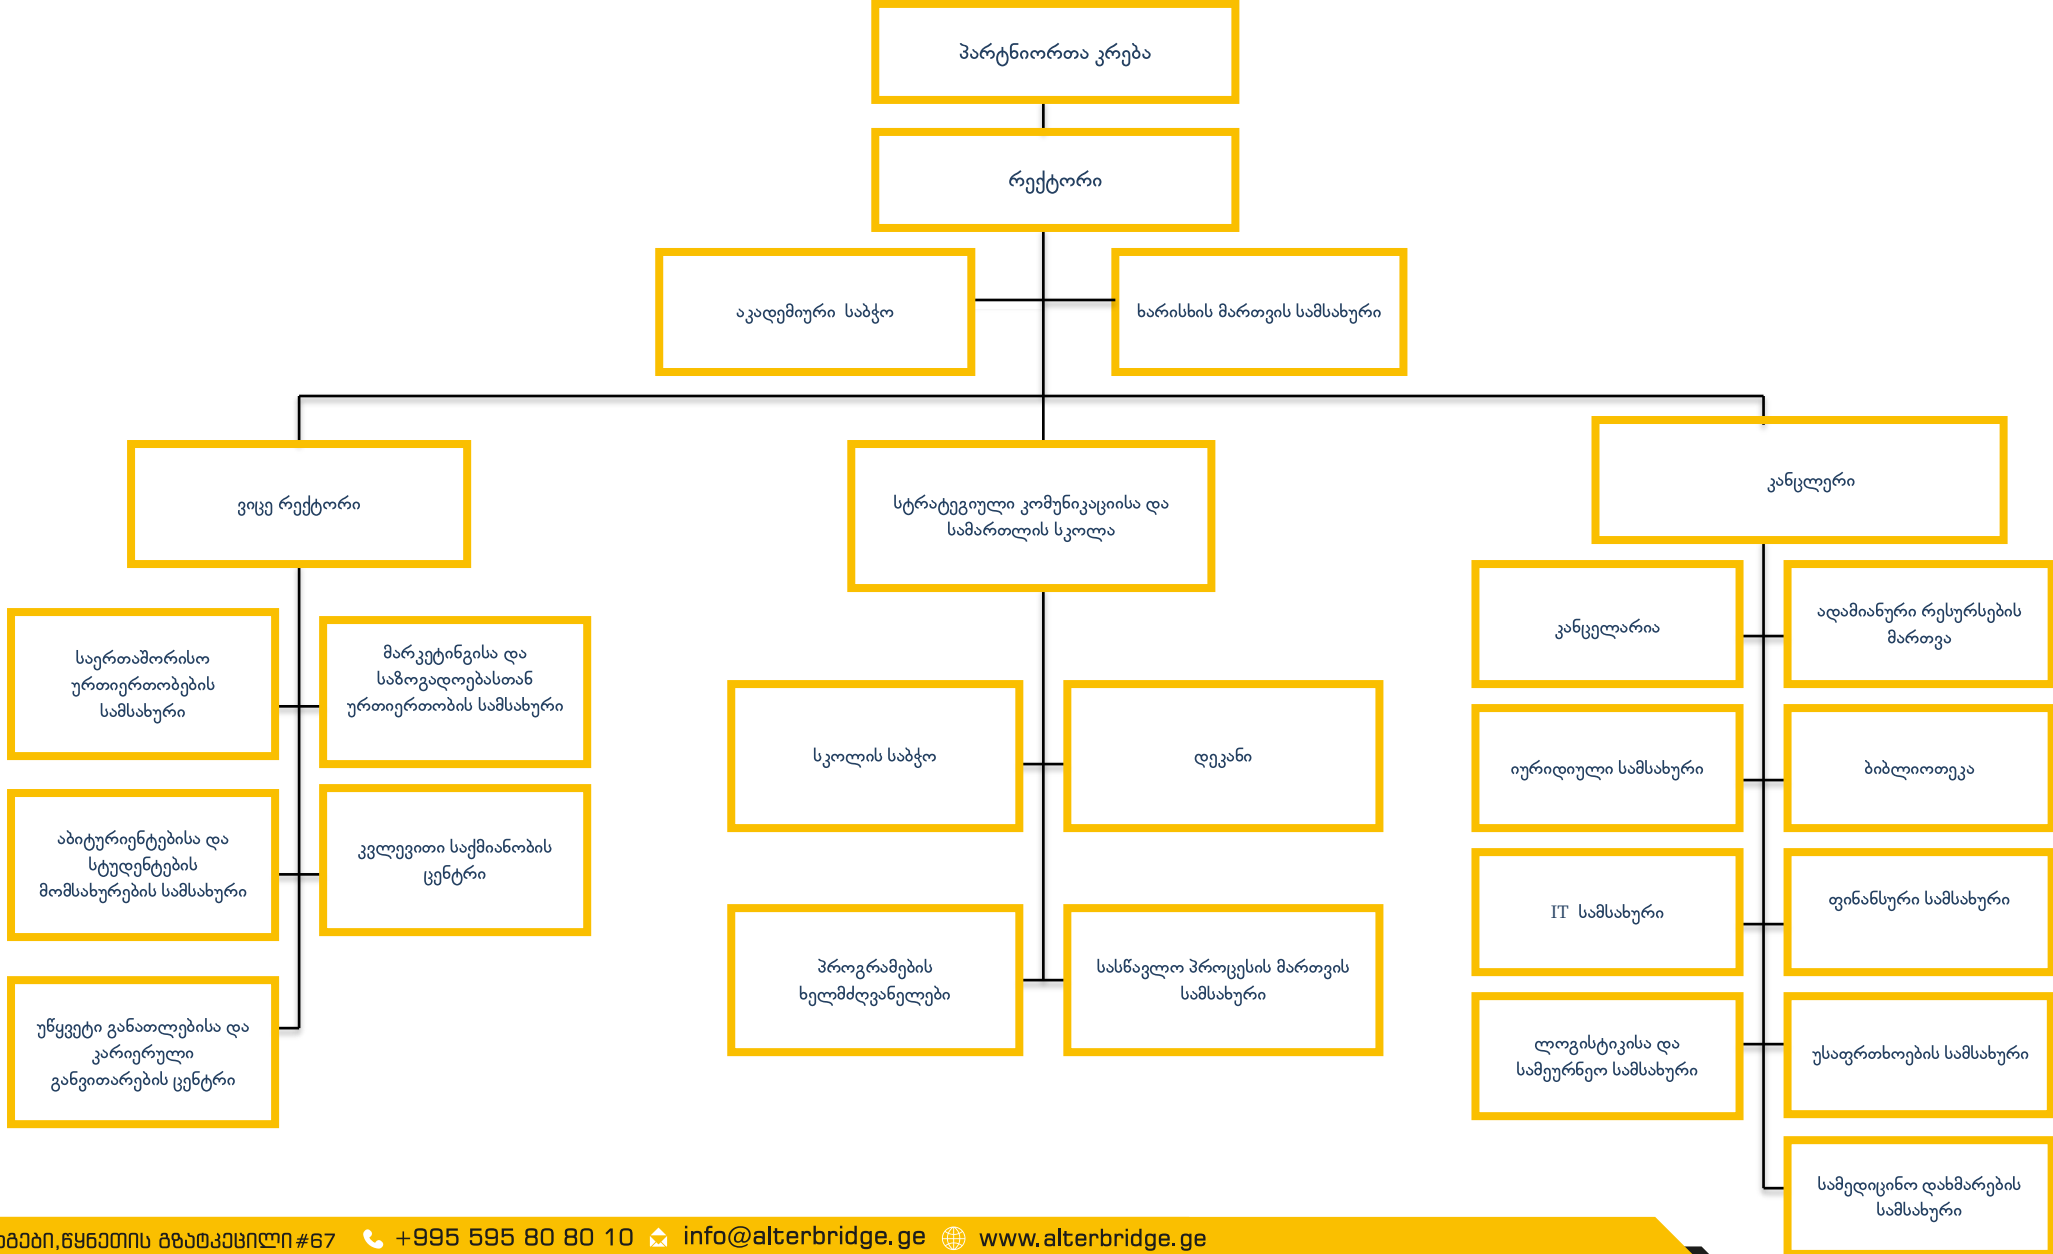 პარტნიორთა კრება
რექტორი
აკადემიური საბჭო
ხარისხის მართვის სამსახური
ვიცე რექტორი
სტრატეგიული კომუნიკაციისა და
სამართლის სკოლა
კანცლერი
საერთაშორისო
ურთიერთობების
სამსახური
მარკეტინგისა და
საზოგადოებასთან
ურთიერთობის სამსახური
აბიტურიენტებისა და
სტუდენტების
მომსახურების სამსახური
კვლევითი საქმიანობის
ცენტრი
უწყვეტი განათლებისა და
კარიერული
განვითარების ცენტრი
სკოლის საბჭო
დეკანი
პროგრამების
ხელმძღვანელები
სასწავლო პროცესის მართვის
სამსახური
კანცელარია
ადამიანური რესურსების
მართვა
იურიდიული სამსახური
ბიბლიოთეკა
IT სამსახური
ფინანსური სამსახური
ლოგისტიკისა და
სამეურნეო სამსახური
უსაფრთხოების სამსახური
სამედიცინო დახმარების
სამსახური
წყნეთის გზატკეცილი #67 +995 595 80 80 10 info@alterbridge.ge www.alterbridge.ge